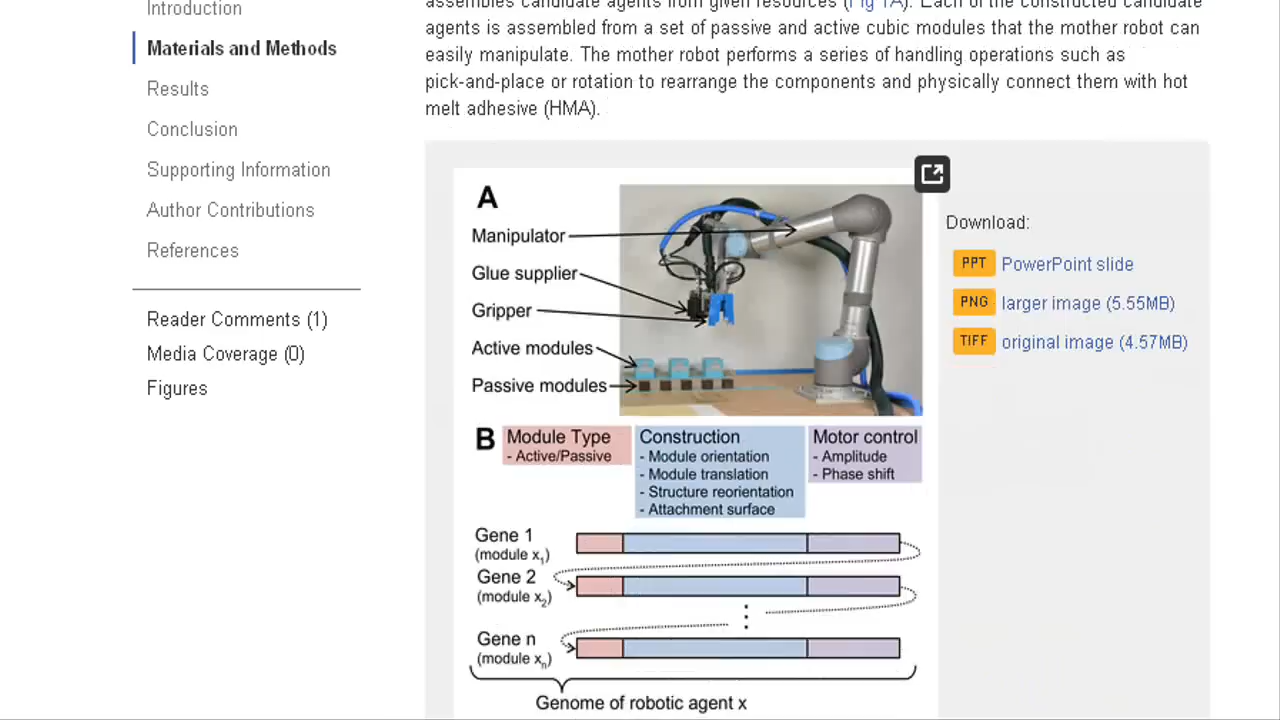 Introduction
Materials and Methods
Results
Conclusion
Supporting Information
Author Contributions
References
Reader Comments (1)
Media Coverage (0)
Figures
assembles candidate agents from given resources (Fig 1A). Each of the constructed candidate
agents is assembled from a set of passive and active cubic modules that the mother robot can
easily manipulate. The mother robot performs a series of handling operations such as
pick-and-place or rotation to rearrange the components and physically connect them with hot
melt adhesive (HMA).
A
Manipulator
Glue supplier
Gripper
Active modules
Passive modules
Download:
PPT PowerPoint slide
PNG larger image (5.55MB)
TIFF original image (4.57MB)
B
Module Type
- Active/Passive
Construction
- Module orientation
- Module translation
- Structure reorientation
- Attachment surface
Motor control
- Amplitude
- Phase shift
Gene 1
(module x1)
Gene 2
(module x2)
Gene n
(module xn)
Genome of robotic agent x